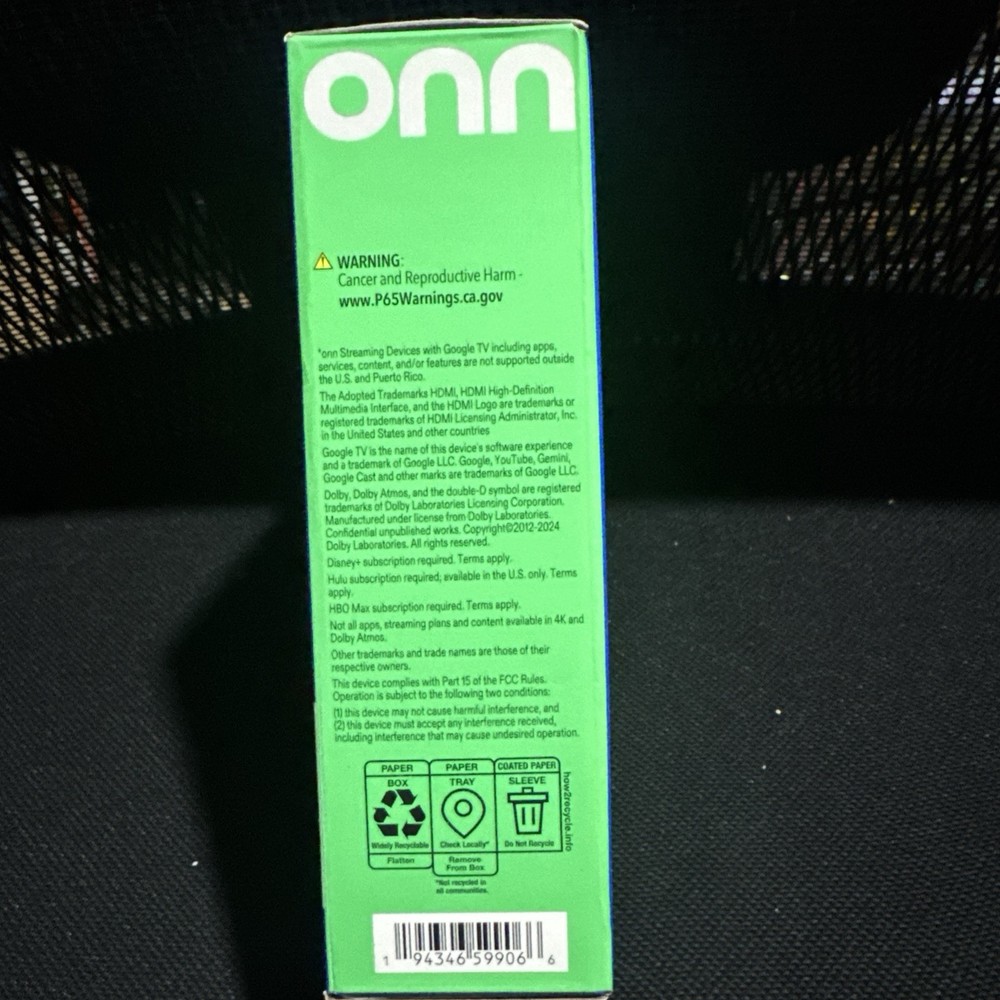 onn
WARNING:
Cancer and Reproductive Harm -
www.P65Warnings.ca.gov
*onn Streaming Devices with Google TV including apps,
services, content, and/or features are not supported outside
the U.S. and Puerto Rico.
The Adopted Trademarks HDMI, HDMI High-Definition
Multimedia Interface, and the HDMI Logo are trademarks or
registered trademarks of HDMI Licensing Administrator, Inc.
in the United States and other countries
Google TV is the name of this device's software experience
and a trademark of Google LLC. Google, YouTube, Gemini,
Google Cast and other marks are trademarks of Google LLC.
Dolby, Dolby Atmos, and the double-D symbol are registered
trademarks of Dolby Laboratories Licensing Corporation.
Manufactured under license from Dolby Laboratories.
Confidential unpublished works. Copyright©2012-2024
Dolby Laboratories. All rights reserved.
Disney+ subscription required. Terms apply.
Hulu subscription required; available in the U.S. only. Terms
apply.
HBO Max subscription required. Terms apply.
Not all apps, streaming plans and content available in 4K and
Dolby Atmos.
Other trademarks and trade names are those of their
respective owners.
This device complies with Part 15 of the FCC Rules.
Operation is subject to the following two conditions:
(1) this device may not cause harmful interference, and
(2) this device must accept any interference received,
including interference that may cause undesired operation.
PAPER
BOX
Widely Recyclable
Flatten
PAPER
TRAY
Check Locally*
Remove
From Box
*Not recycled in
all communities.
COATED PAPER
SLEEVE
Do Not Recycle
how2recycle.info
1 94346 59906 6